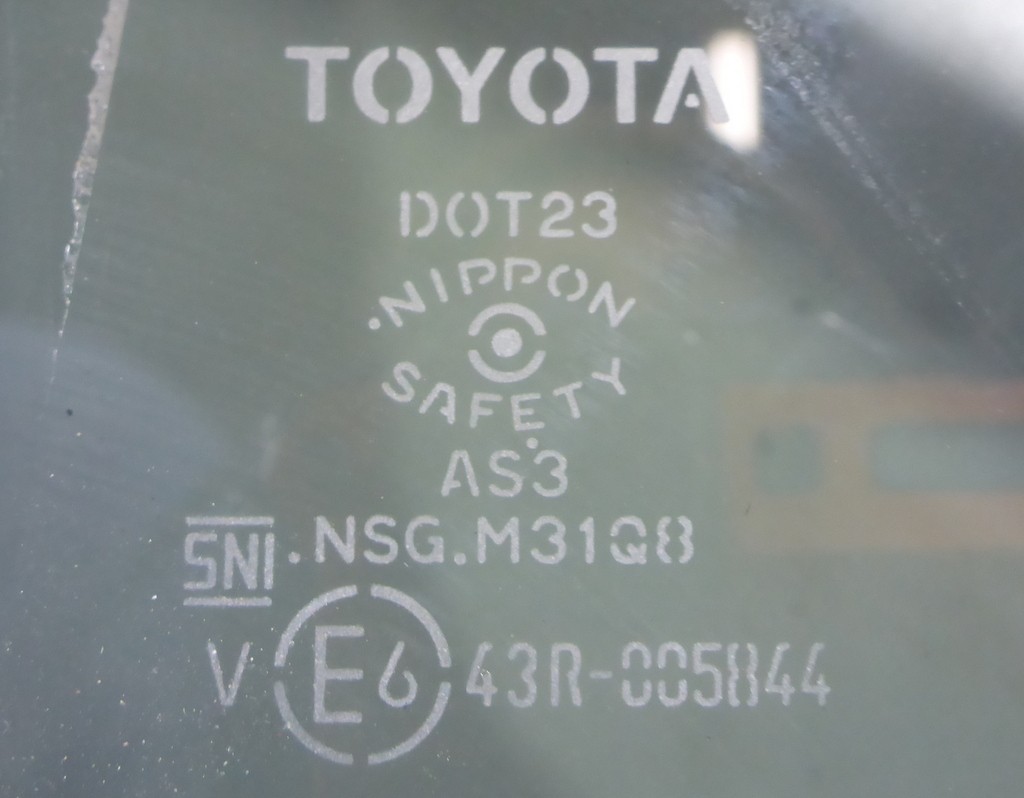 TOYOTA
DOT23
.NIPPON
SAFETY.
AS3
SNI .NSG.M31Q8
V E6 43R-005844